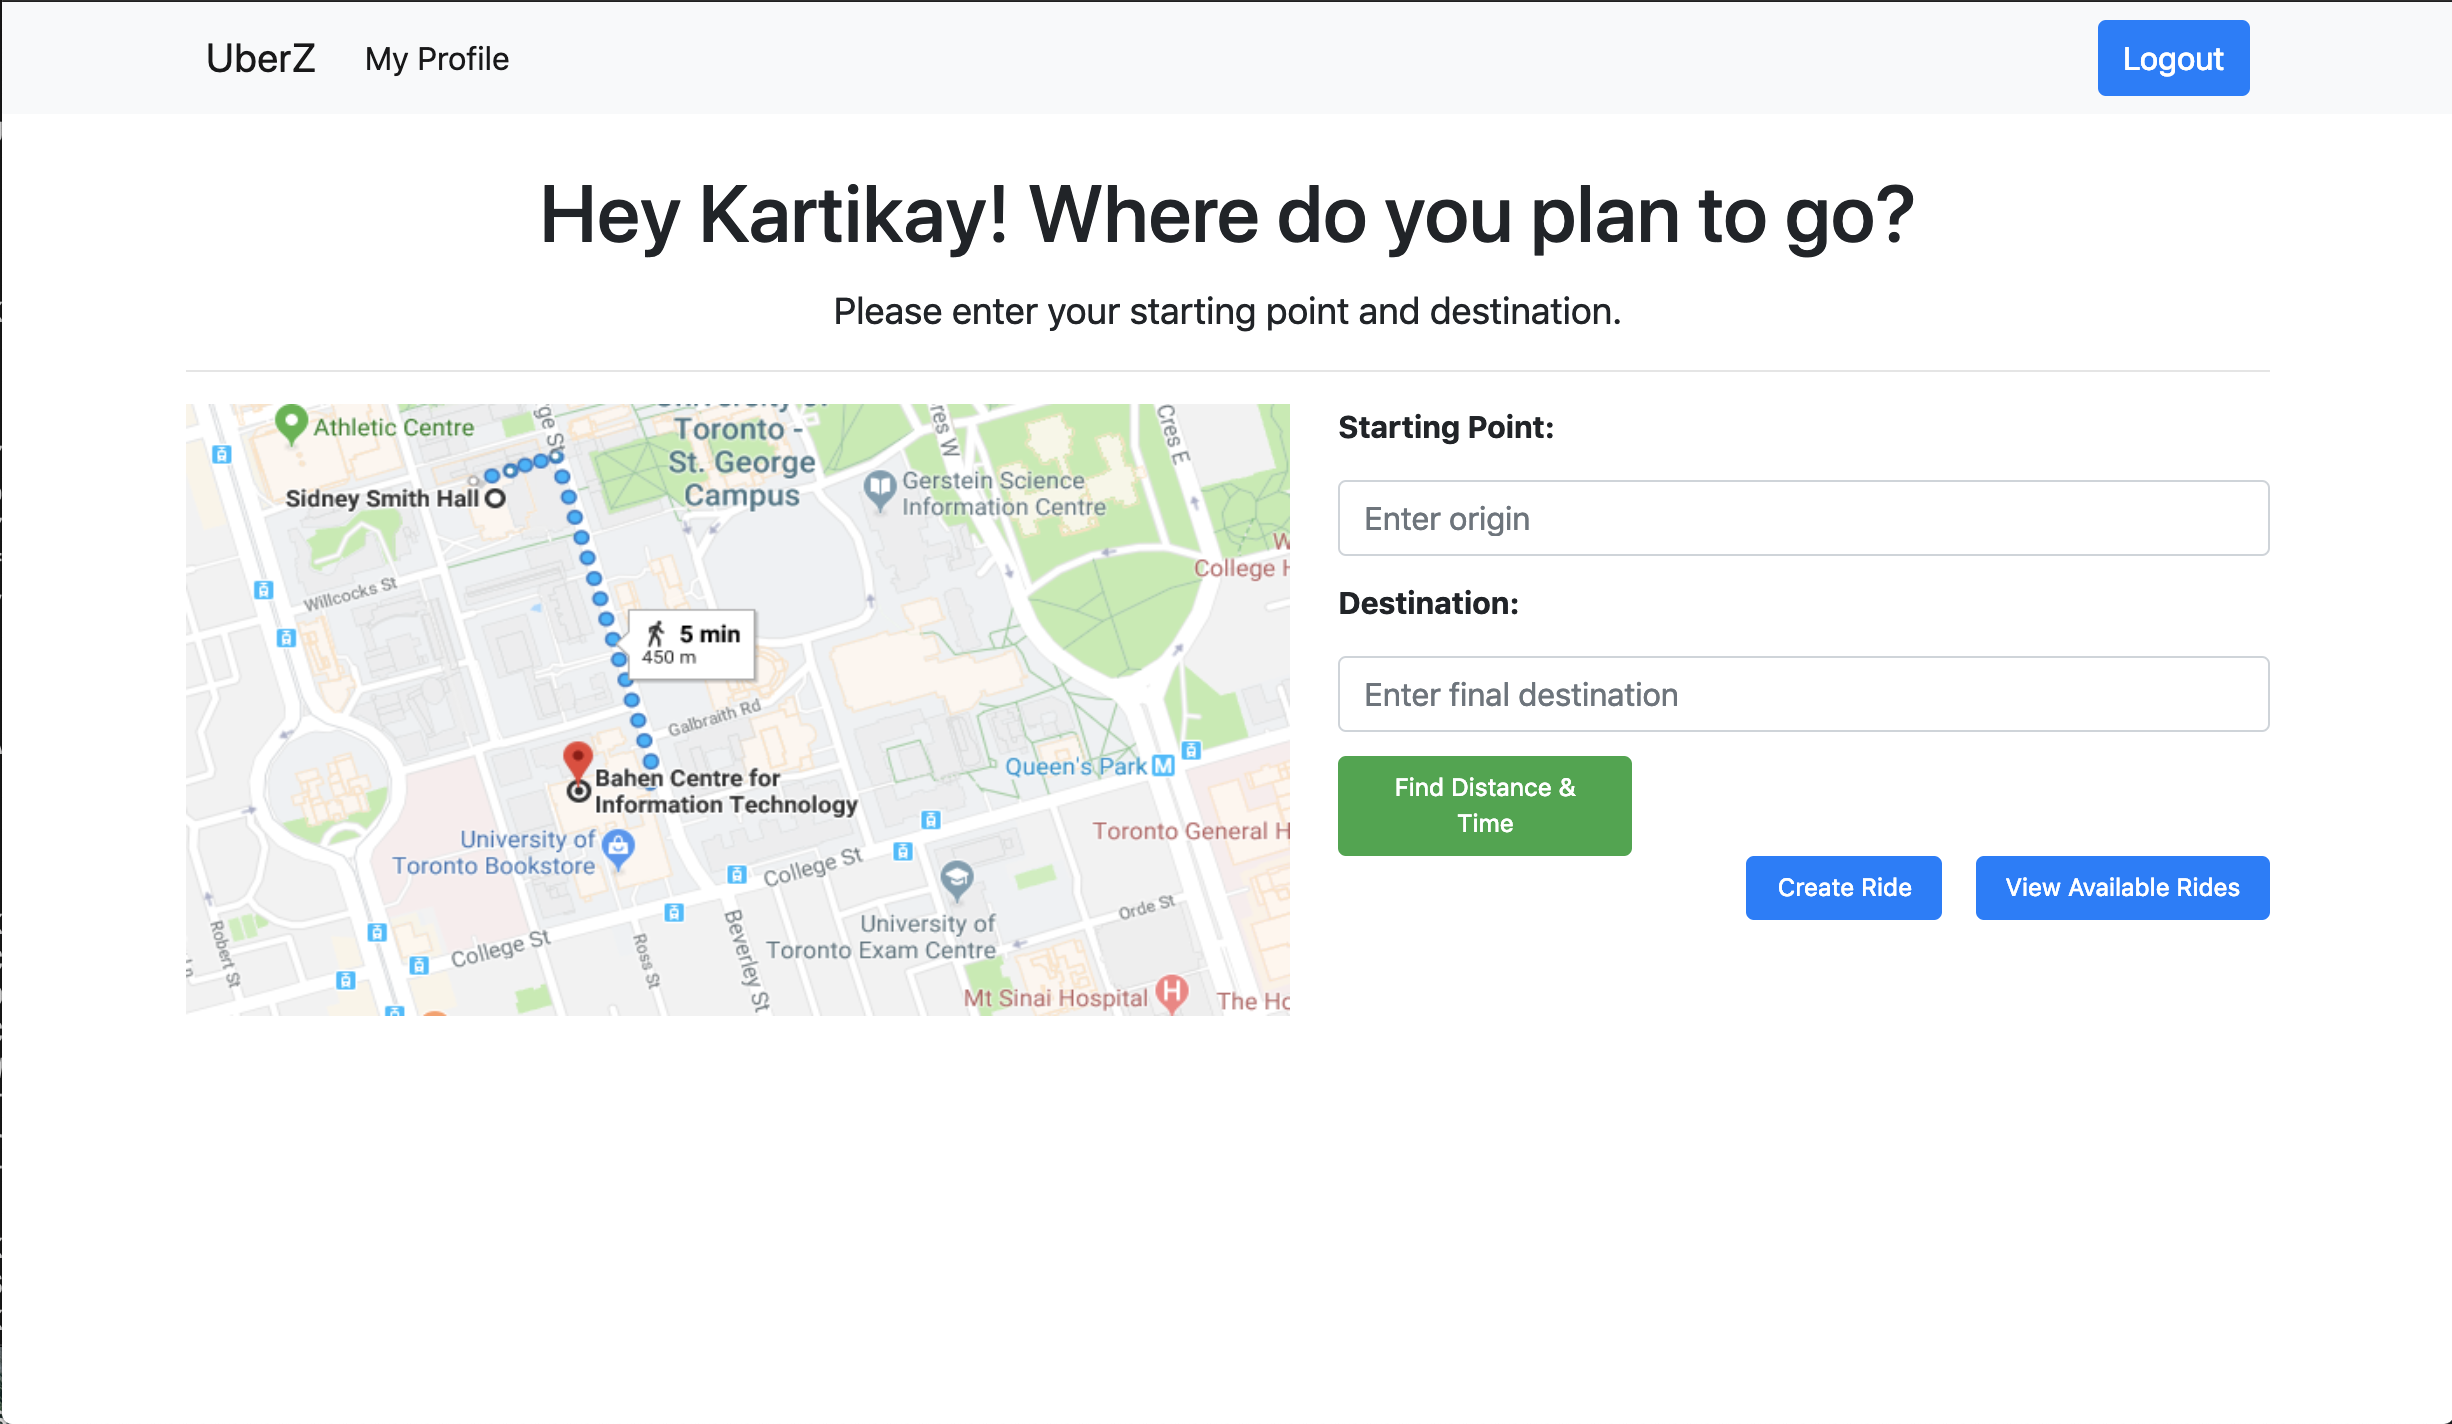 UberZ
My Profile
Logout
Hey Kartikay! Where do you plan to go?
Please enter your starting point and destination.
Athletic Centre
Sidney Smith Hall
Toronto -
St. George
Campus
Gerstein Science
Information Centre
Cres E
College
Willcocks St
5 min
450 m
Galbraith Rd
Queen's Park
Bahen Centre for
Information Technology
Toronto General H
University of
Toronto Bookstore
College St
Orde St
University of
Toronto Exam Centre
College St
Robert St
Ross St
Beverley St
Mt Sinai Hospital
H
The Ho
Starting Point:
Enter origin
Destination:
Enter final destination
Find Distance &
Time
Create Ride
View Available Rides